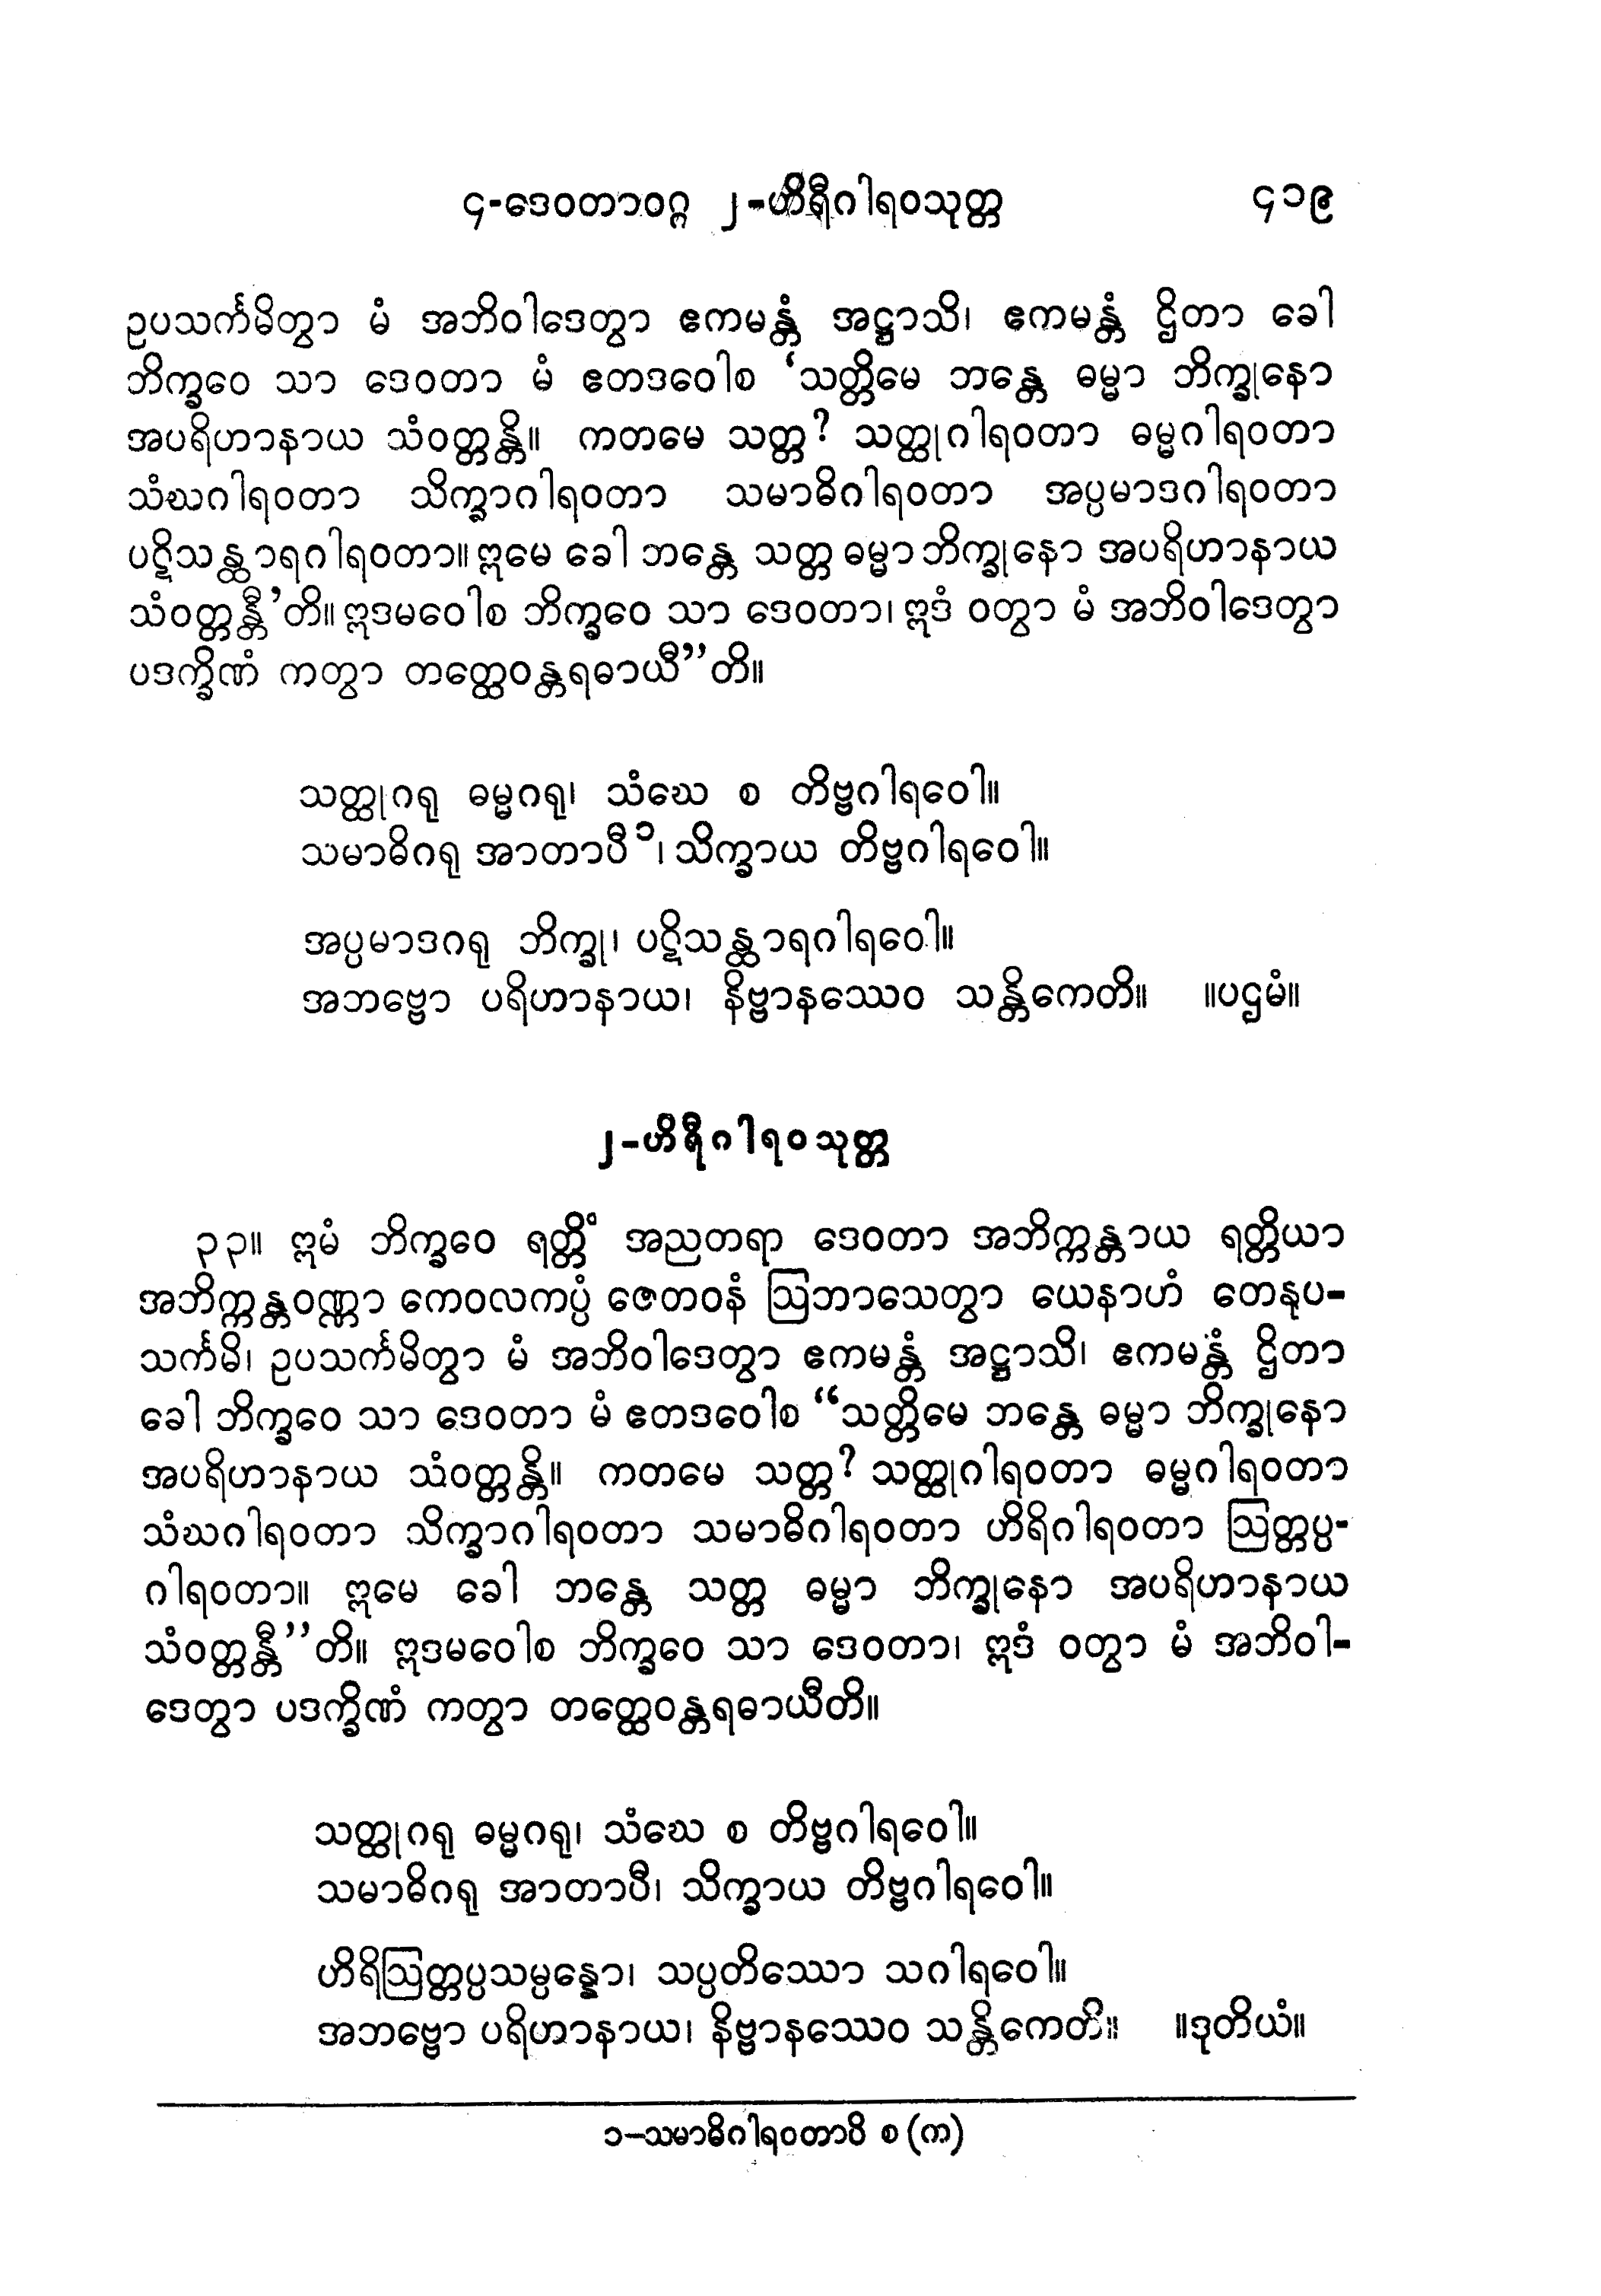 ၄-ဒေဝတာဝဂ္ဂ ၂-ဟိရီဂါရဝသုတ္တ ၄၁၉
ဥပသင်္ကမိတွာ မံ အဘိဝါဒေတွာ ဧကမန္တံ အဋ္ဌာသိ၊ ဧကမန္တံ ဌိတာ ခေါ
ဘိက္ခဝေ သာ ဒေဝတာ မံ ဧတဒဝေါစ ‘သတ္တိမေ ဘန္တေ ဓမ္မာ ဘိက္ခုနော
အပရိဟာနာယ သံဝတ္တန္တိ။ ကတမေ သတ္တ? သတ္ထုဂါရဝတာ ဓမ္မဂါရဝတာ
သံဃဂါရဝတာ သိက္ခာဂါရဝတာ သမာဓိဂါရဝတာ အပ္ပမာဒဂါရဝတာ
ပဋိသန္ထာရဂါရဝတာ။ ဣမေ ခေါ ဘန္တေ သတ္တ ဓမ္မာ ဘိက္ခုနော အပရိဟာနာယ
သံဝတ္တန္တီ’တိ။ ဣဒမဝေါစ ဘိက္ခဝေ သာ ဒေဝတာ၊ ဣဒံ ဝတွာ မံ အဘိဝါဒေတွာ
ပဒက္ခိဏံ ကတွာ တတ္ထေဝန္တရဓာယီ”တိ။
သတ္ထုဂရု ဓမ္မဂရု၊ သံဃေ စ တိဗ္ဗဂါရဝေါ။
သမာဓိဂရု အာတာပီ၁၊ သိက္ခာယ တိဗ္ဗဂါရဝေါ။
အပ္ပမာဒဂရု ဘိက္ခု၊ ပဋိသန္ထာရဂါရဝေါ။
အဘဗ္ဗော ပရိဟာနာယ၊ နိဗ္ဗာနဿေဝ သန္တိကေတိ။ ။ပဌမံ။
၂-ဟိရီဂါရဝသုတ္တ
၃၃။ ဣမံ ဘိက္ခဝေ ရတ္တိံ အညတရာ ဒေဝတာ အဘိက္ကန္တာယ ရတ္တိယာ
အဘိက္ကန္တဝဏ္ဏာ ကေဝလကပ္ပံ ဇေတဝနံ ဩဘာသေတွာ ယေနာဟံ တေနုပ-
သင်္ကမိ၊ ဥပသင်္ကမိတွာ မံ အဘိဝါဒေတွာ ဧကမန္တံ အဋ္ဌာသိ၊ ဧကမန္တံ ဌိတာ
ခေါ ဘိက္ခဝေ သာ ဒေဝတာ မံ ဧတဒဝေါစ “သတ္တိမေ ဘန္တေ ဓမ္မာ ဘိက္ခုနော
အပရိဟာနာယ သံဝတ္တန္တိ။ ကတမေ သတ္တ? သတ္ထုဂါရဝတာ ဓမ္မဂါရဝတာ
သံဃဂါရဝတာ သိက္ခာဂါရဝတာ သမာဓိဂါရဝတာ ဟိရိဂါရဝတာ ဩတ္တပ္ပ-
ဂါရဝတာ။ ဣမေ ခေါ ဘန္တေ သတ္တ ဓမ္မာ ဘိက္ခုနော အပရိဟာနာယ
သံဝတ္တန္တီ”တိ။ ဣဒမဝေါစ ဘိက္ခဝေ သာ ဒေဝတာ၊ ဣဒံ ဝတွာ မံ အဘိဝါ-
ဒေတွာ ပဒက္ခိဏံ ကတွာ တတ္ထေဝန္တရဓာယီတိ။
သတ္ထုဂရု ဓမ္မဂရု၊ သံဃေ စ တိဗ္ဗဂါရဝေါ။
သမာဓိဂရု အာတာပီ၊ သိက္ခာယ တိဗ္ဗဂါရဝေါ။
ဟိရိဩတ္တပ္ပသမ္ပန္နော၊ သပ္ပတိဿော သဂါရဝေါ။
အဘဗ္ဗော ပရိဟာနာယ၊ နိဗ္ဗာနဿေဝ သန္တိကေတိ။ ။ဒုတိယံ။
၁-သမာဓိဂါရဝတာပိ စ (က)